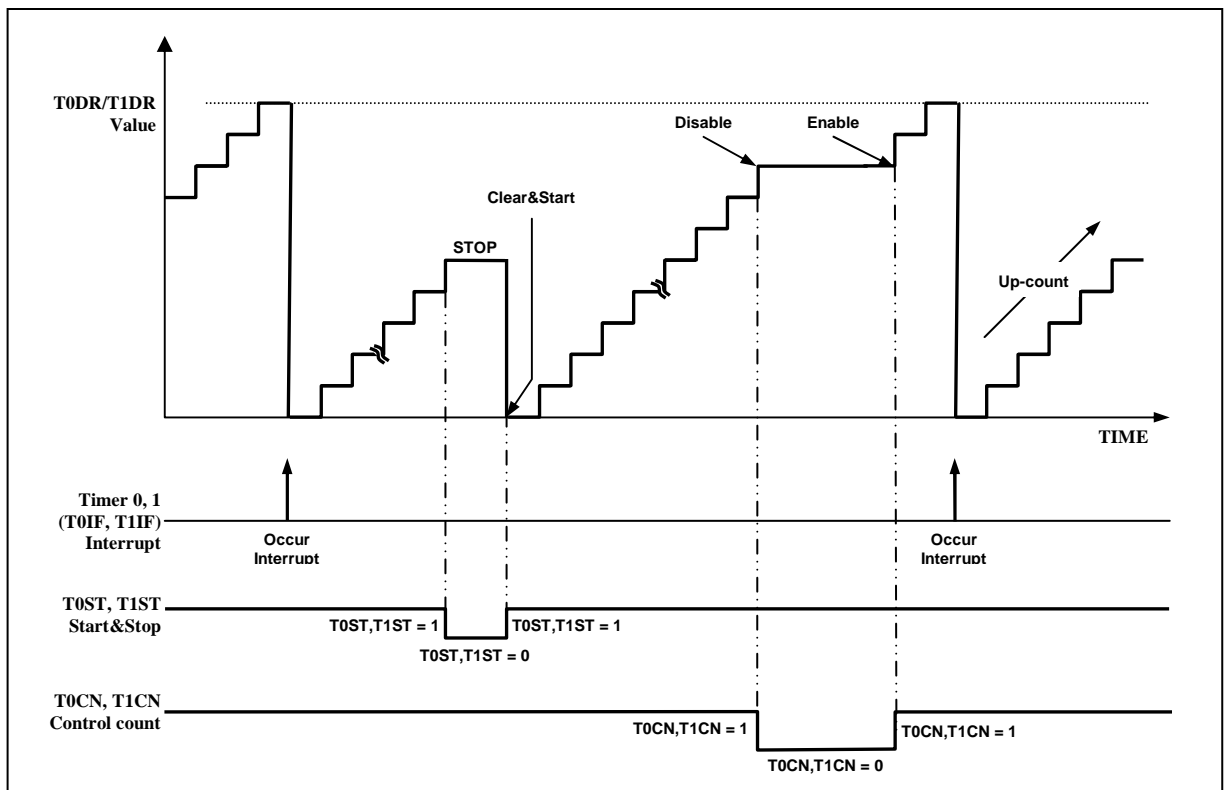 T0DR/T1DR
Value
Disable
Enable
Clear&Start
STOP
Up-count
TIME
Timer 0, 1
(T0IF, T1IF)
Interrupt
Occur
Interrupt
Occur
Interrupt
T0ST, T1ST
Start&Stop
T0ST,T1ST = 1
T0ST,T1ST = 1
T0ST,T1ST = 0
T0CN, T1CN
Control count
T0CN,T1CN = 1
T0CN,T1CN = 1
T0CN,T1CN = 0